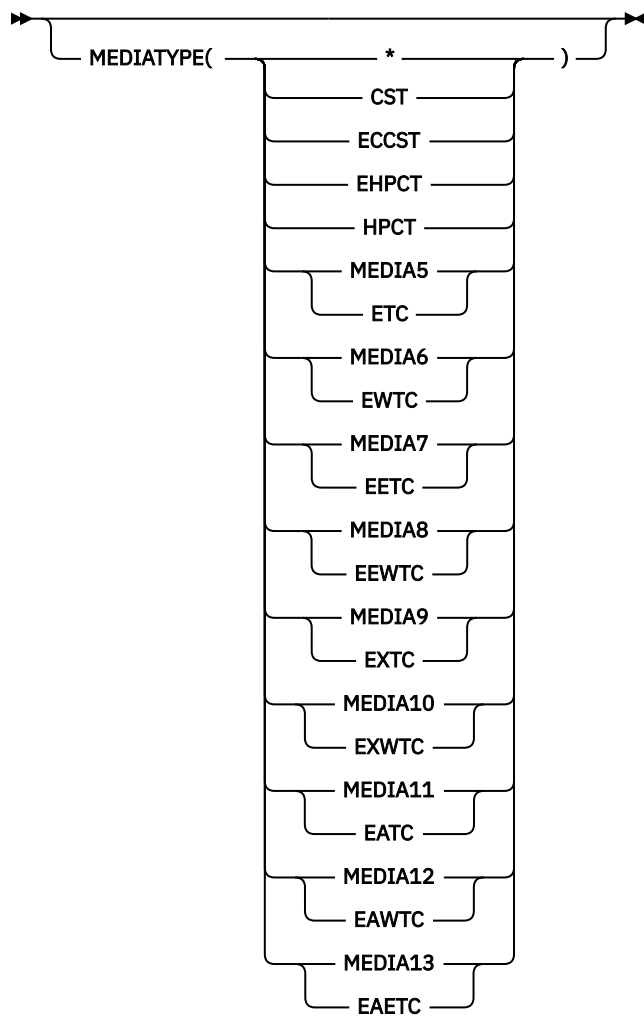 MEDIATYPE( * )
CST
ECCST
EHPCT
HPCT
MEDIA5
ETC
MEDIA6
EWTC
MEDIA7
EETC
MEDIA8
EEWTC
MEDIA9
EXTC
MEDIA10
EXWTC
MEDIA11
EATC
MEDIA12
EAWTC
MEDIA13
EAETC